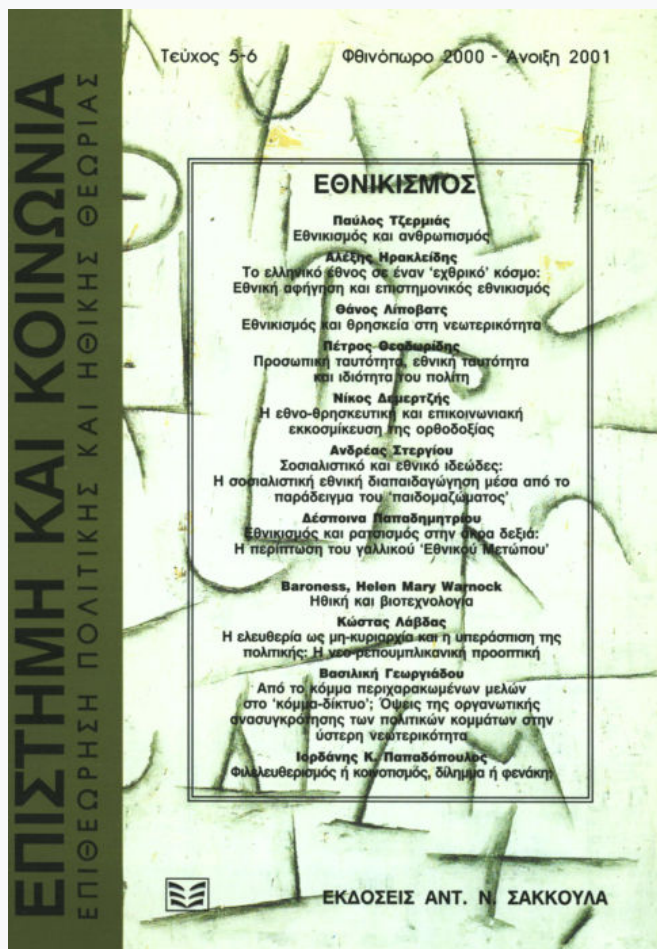 ΕΠΙΣΤΗΜΗ ΚΑΙ ΚΟΙΝΩΝΙΑ
ΕΠΙΘΕΩΡΗΣΗ ΠΟΛΙΤΙΚΗΣ ΚΑΙ ΗΘΙΚΗΣ ΘΕΩΡΙΑΣ
Τεύχος 5-6 Φθινόπωρο 2000 - Άνοιξη 2001
ΕΘΝΙΚΙΣΜΟΣ
Παύλος Τζερμιάς
Εθνικισμός και ανθρωπισμός
Αλέξης Ηρακλείδης
Το ελληνικό έθνος σε έναν ‘εχθρικό’ κόσμο:
Εθνική αφήγηση και επιστημονικός εθνικισμός
Θάνος Λίποβατς
Εθνικισμός και θρησκεία στη νεωτερικότητα
Πέτρος Θεοδωρίδης
Προσωπική ταυτότητα, εθνική ταυτότητα
και ιδιότητα του πολίτη
Νίκος Δεμερτζής
Η εθνο-θρησκευτική και επικοινωνιακή
εκκοσμίκευση της ορθοδοξίας
Ανδρέας Στεργίου
Σοσιαλιστικό και εθνικό ιδεώδες:
Η σοσιαλιστική εθνική διαπαιδαγώγηση μέσα από το
παράδειγμα του ‘παιδομαζώματος’
Δέσποινα Παπαδημητρίου
Εθνικισμός και ρατσισμός στην άκρα δεξιά:
Η περίπτωση του γαλλικού ‘Εθνικού Μετώπου’
Baroness, Helen Mary Warnock
Ηθική και βιοτεχνολογία
Κώστας Λάβδας
Η ελευθερία ως μη-κυριαρχία και η υπεράσπιση της
πολιτικής: Η νεο-ρεπουμπλικανική προοπτική
Βασιλική Γεωργιάδου
Από το κόμμα περιχαρακωμένων μελών
στο ‘κόμμα-δίκτυο’; Όψεις της οργανωτικής
ανασυγκρότησης των πολιτικών κομμάτων στην
ύστερη νεωτερικότητα
Ιορδάνης Κ. Παπαδόπουλος
Φιλελευθερισμός ή κοινοτισμός, δίλημμα ή φενάκη;
ΕΚΔΟΣΕΙΣ ΑΝΤ. Ν. ΣΑΚΚΟΥΛΑ